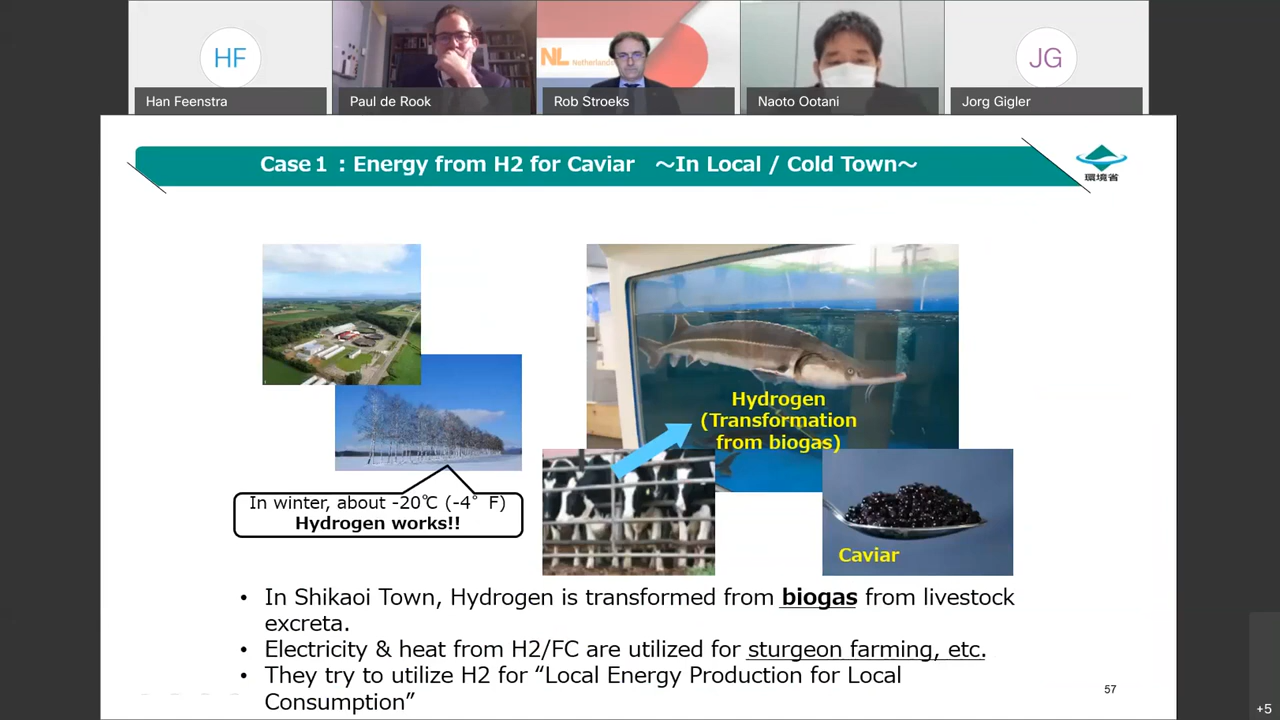 HF
JG
NL Netherlands
Han Feenstra
Paul de Rook
Rob Stroeks
Naoto Ootani
Jorg Gigler
Case１：Energy from H2 for Caviar ～In Local / Cold Town～
環境省
Hydrogen
(Transformation
from biogas)
In winter, about -20℃ (-4°F)
Hydrogen works!!
Caviar
• In Shikaoi Town, Hydrogen is transformed from biogas from livestock
excreta.
• Electricity & heat from H2/FC are utilized for sturgeon farming, etc.
• They try to utilize H2 for “Local Energy Production for Local
Consumption”
57
+5